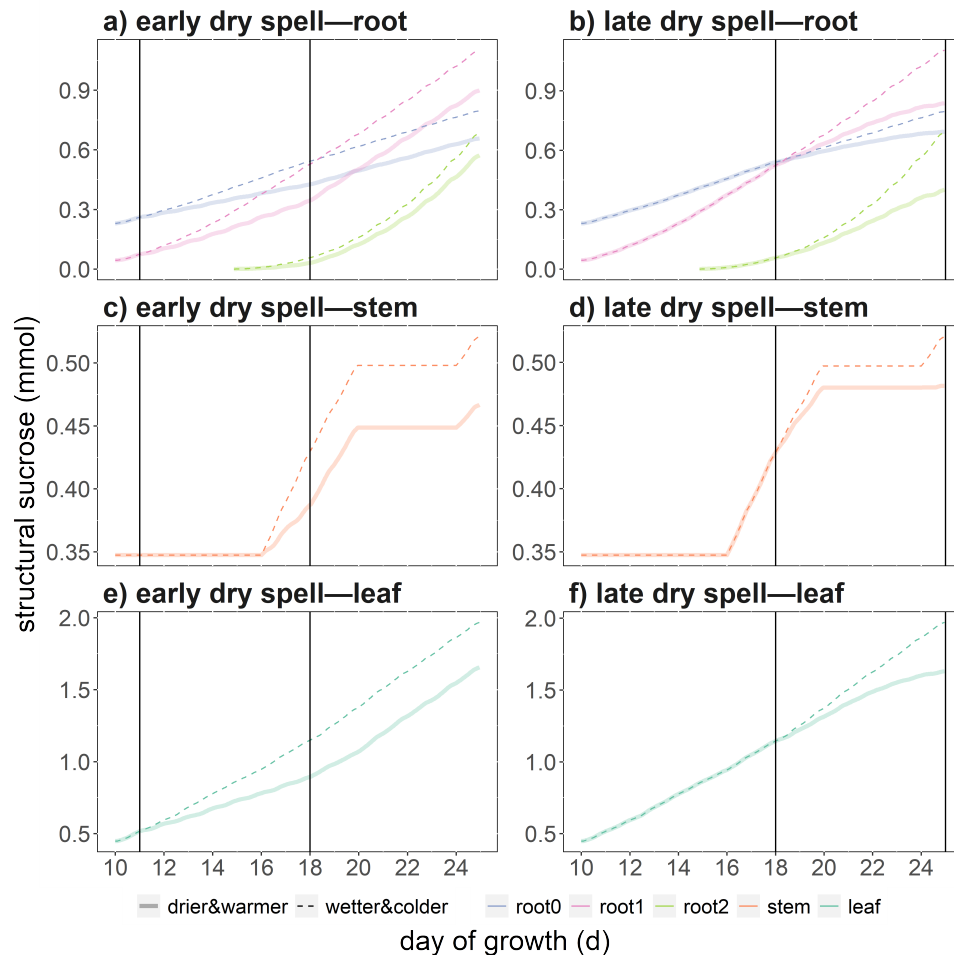 a) early dry spell—root
b) late dry spell—root
0.9
0.6
0.3
0.0
0.9
0.6
0.3
0.0
c) early dry spell—stem
d) late dry spell—stem
0.50
0.45
0.40
0.35
0.50
0.45
0.40
0.35
structural sucrose (mmol)
e) early dry spell—leaf
f) late dry spell—leaf
2.0
1.5
1.0
0.5
2.0
1.5
1.0
0.5
10 12 14 16 18 20 22 24
10 12 14 16 18 20 22 24
drier&warmer wetter&colder root0 root1 root2 stem leaf
day of growth (d)